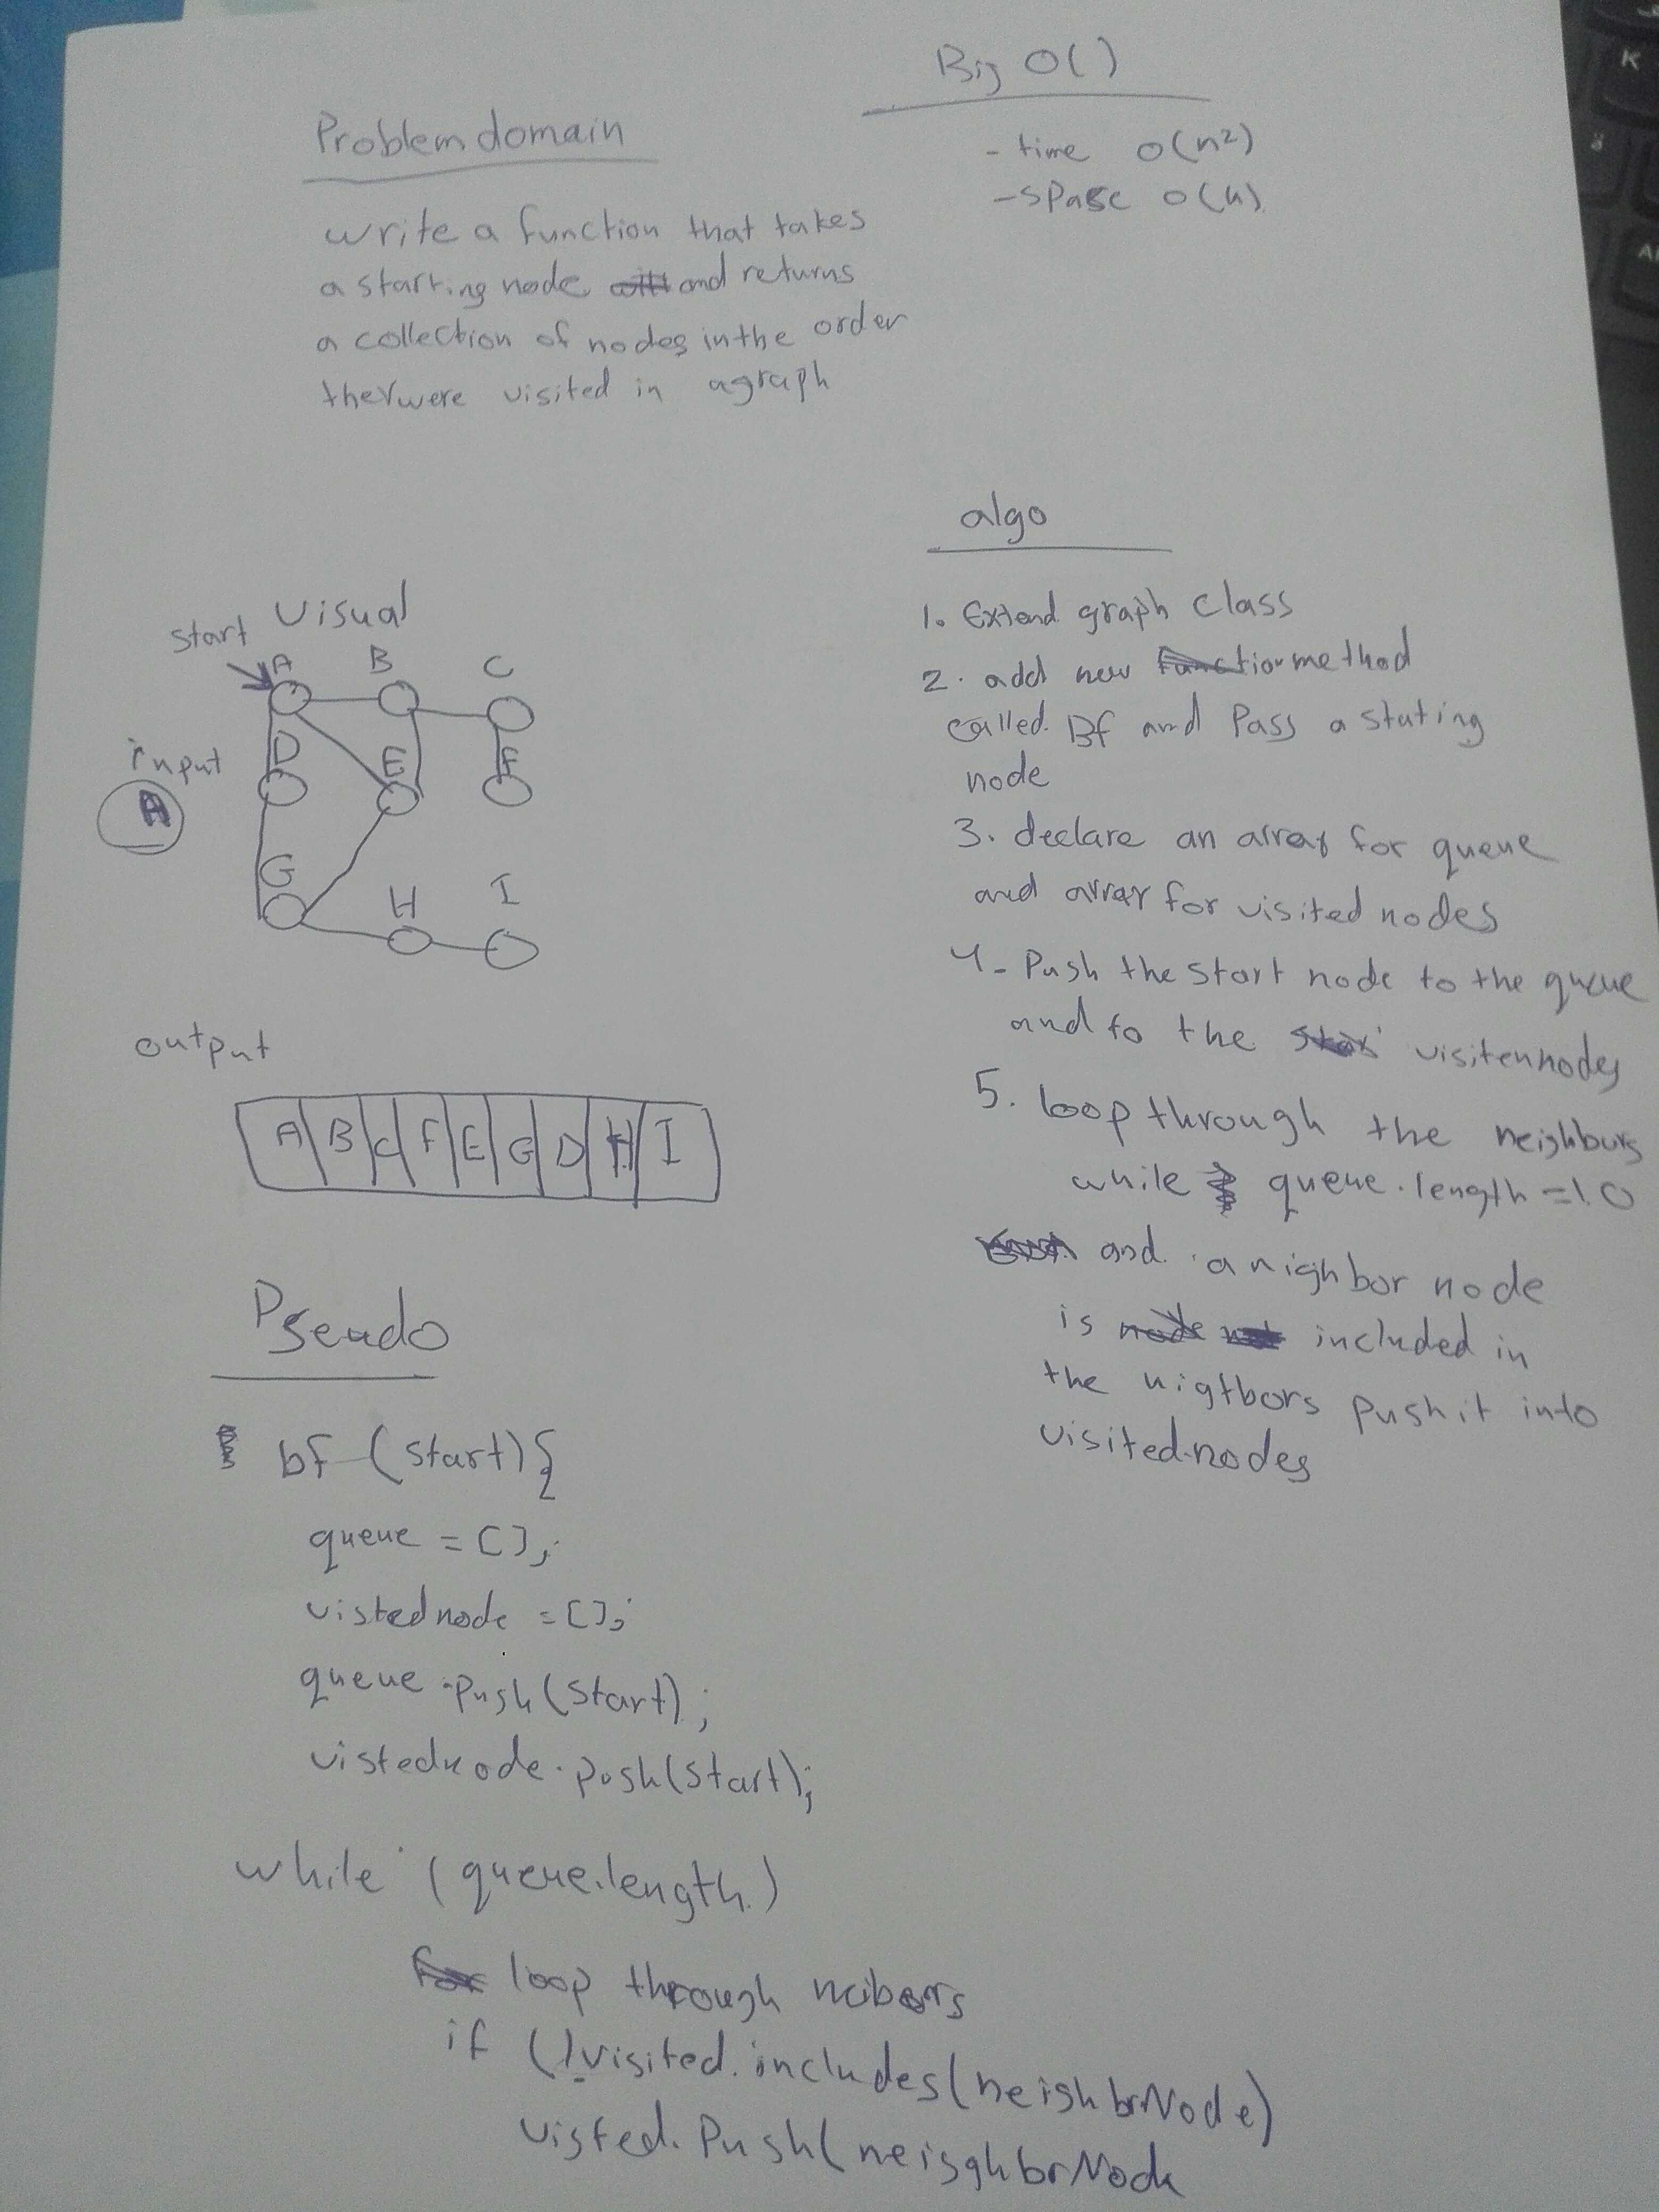 Big O()
- time O(n²)
- spasc O(n)
Problem domain
write a function that takes
a starting node and returns
a collection of nodes in the order
they were visited in a graph
Visual
start
A B C
input
D E F
A
G H I
output
A B C F E G D H I
algo
1. Extend graph class
2. add new method
called Bf and Pass a stating
node
3. declare an array for queue
and array for visited nodes
4- Push the start node to the queue
and to the visitennodes
5. loop through the neighburs
while queue.length =!0
and a nighbor node
is included in
the nigtbors push it into
visited.nodes
Pseudo
bf (start){
queue = [];
vistednode = [];
queue.push(start);
vistednode.push(start);
while (queue.length)
loop through neibors
if (!visited.includes(neighbrNode)
visted.Push(neisghbrNode